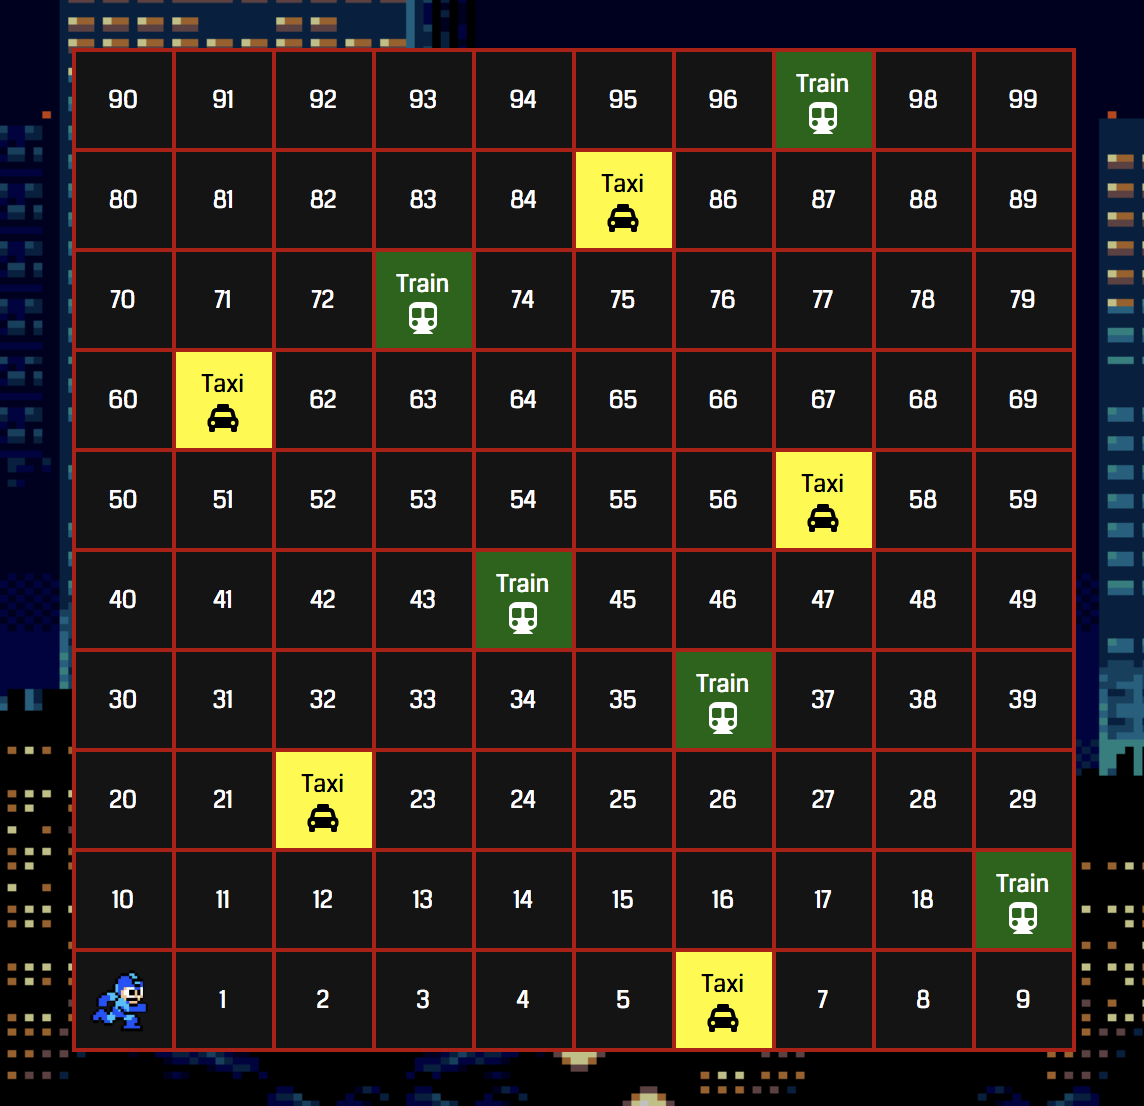 90 91 92 93 94 95 96 Train 98 99
80 81 82 83 84 Taxi 86 87 88 89
70 71 72 Train 74 75 76 77 78 79
60 Taxi 62 63 64 65 66 67 68 69
50 51 52 53 54 55 56 Taxi 58 59
40 41 42 43 Train 45 46 47 48 49
30 31 32 33 34 35 Train 37 38 39
20 21 Taxi 23 24 25 26 27 28 29
10 11 12 13 14 15 16 17 18 Train
1 2 3 4 5 Taxi 7 8 9